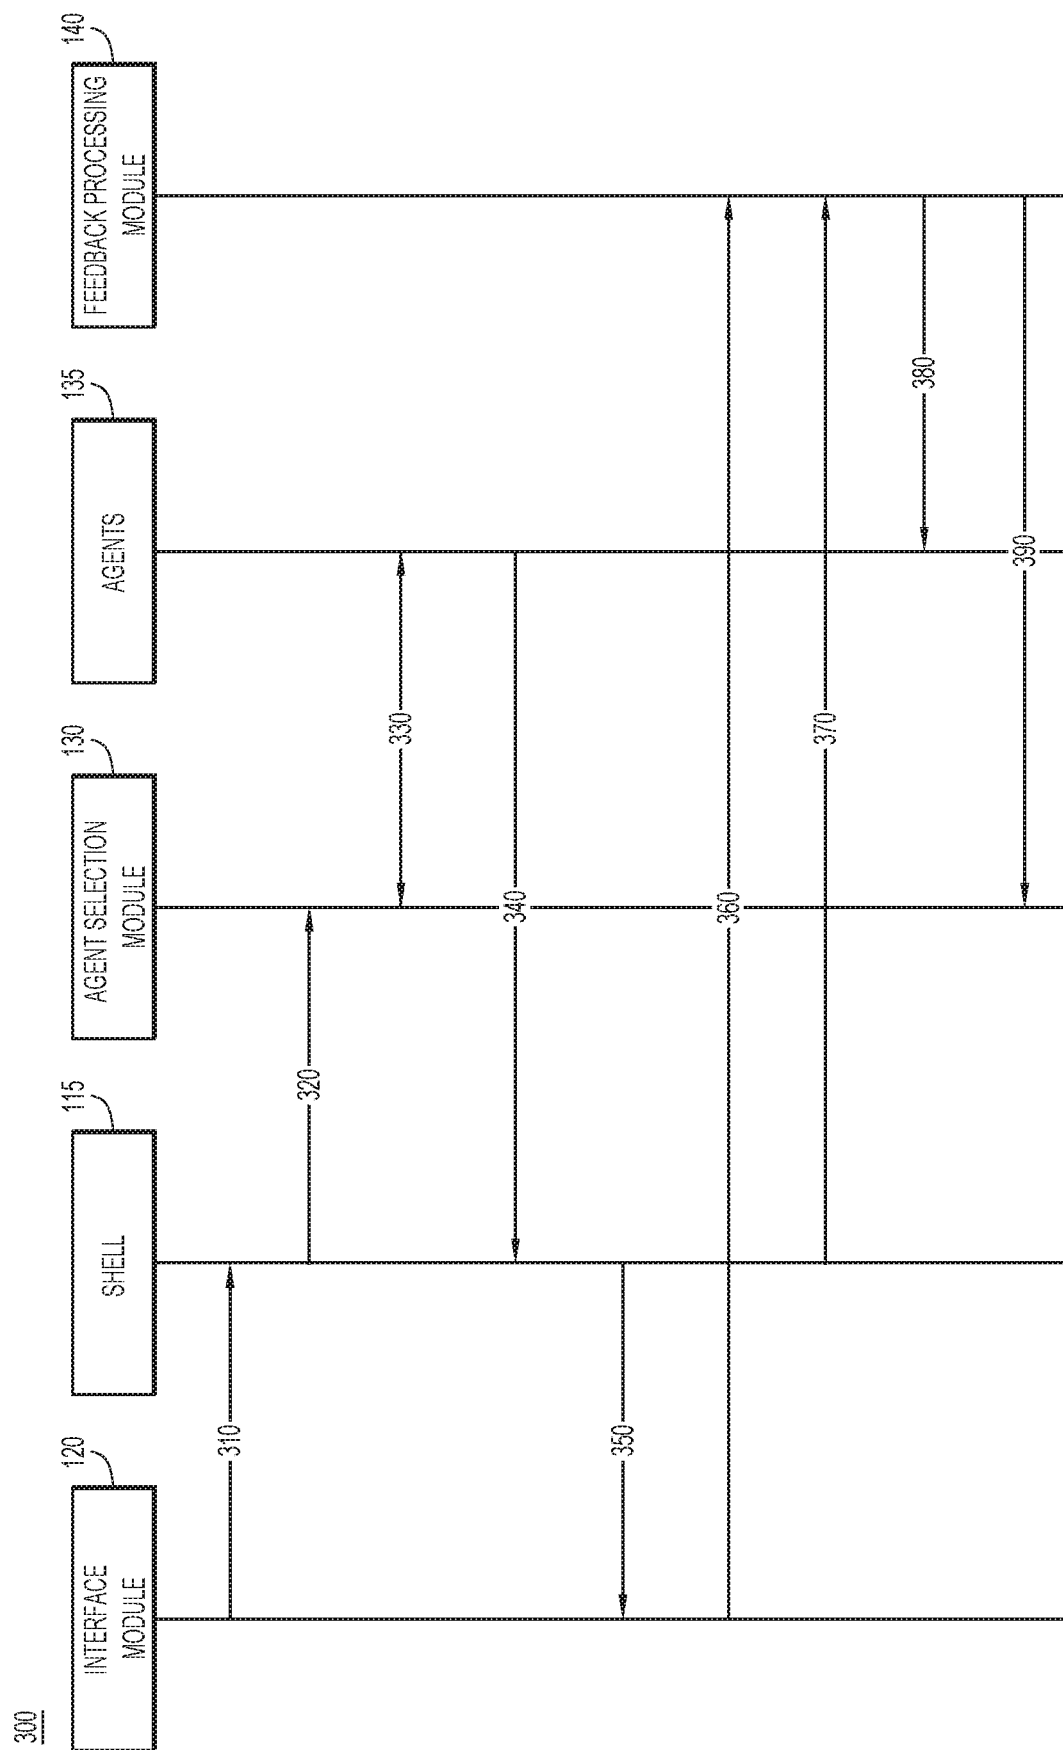 300
INTERFACE
MODULE
120
SHELL
115
AGENT SELECTION
MODULE
130
AGENTS
135
FEEDBACK PROCESSING
MODULE
140
310
320
330
340
350
360
370
380
390